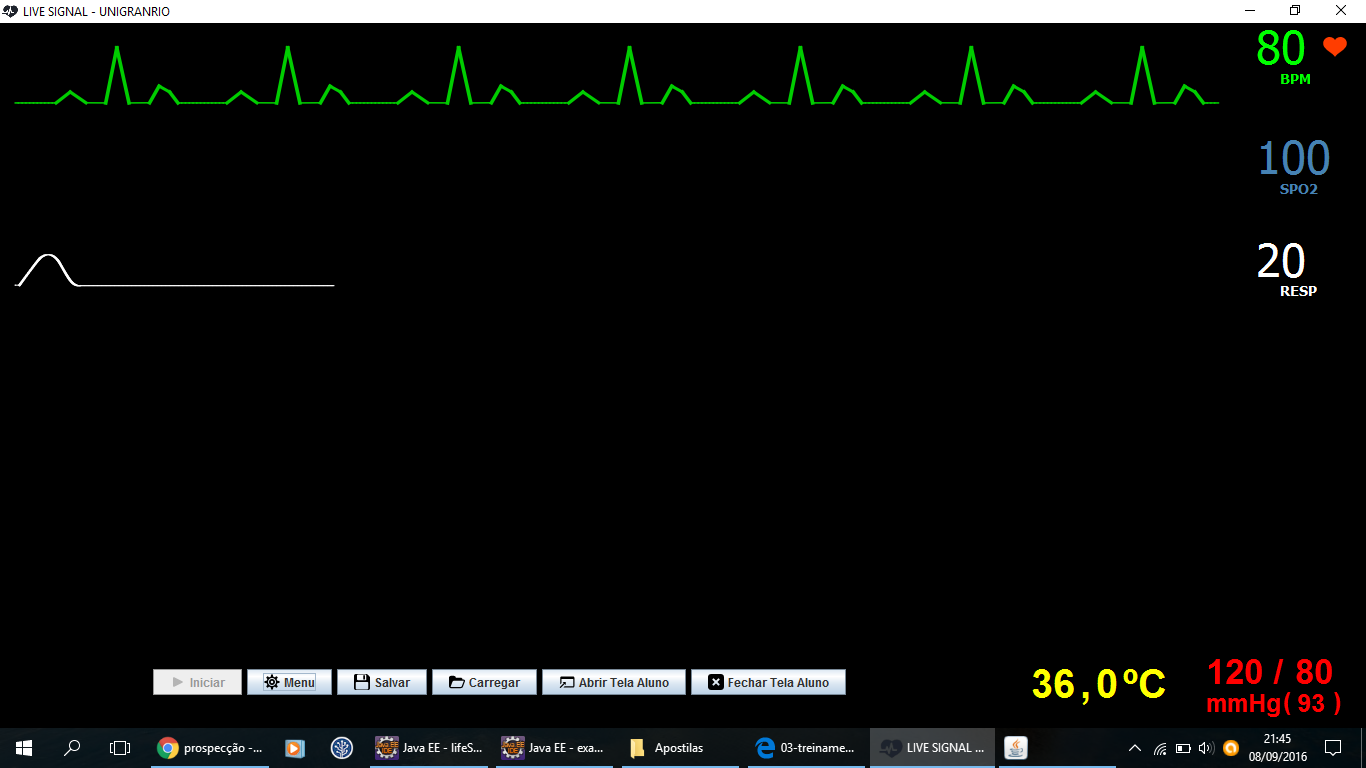 LIVE SIGNAL - UNIGRANRIO
80
BPM
100
SPO2
20
RESP
Iniciar
Menu
Salvar
Carregar
Abrir Tela Aluno
Fechar Tela Aluno
36,0ºC
120 / 80
mmHg( 93 )
prospecção -...
Java EE - lifeS...
Java EE - exa...
Apostilas
03-treiname...
LIVE SIGNAL ...
21:45
08/09/2016